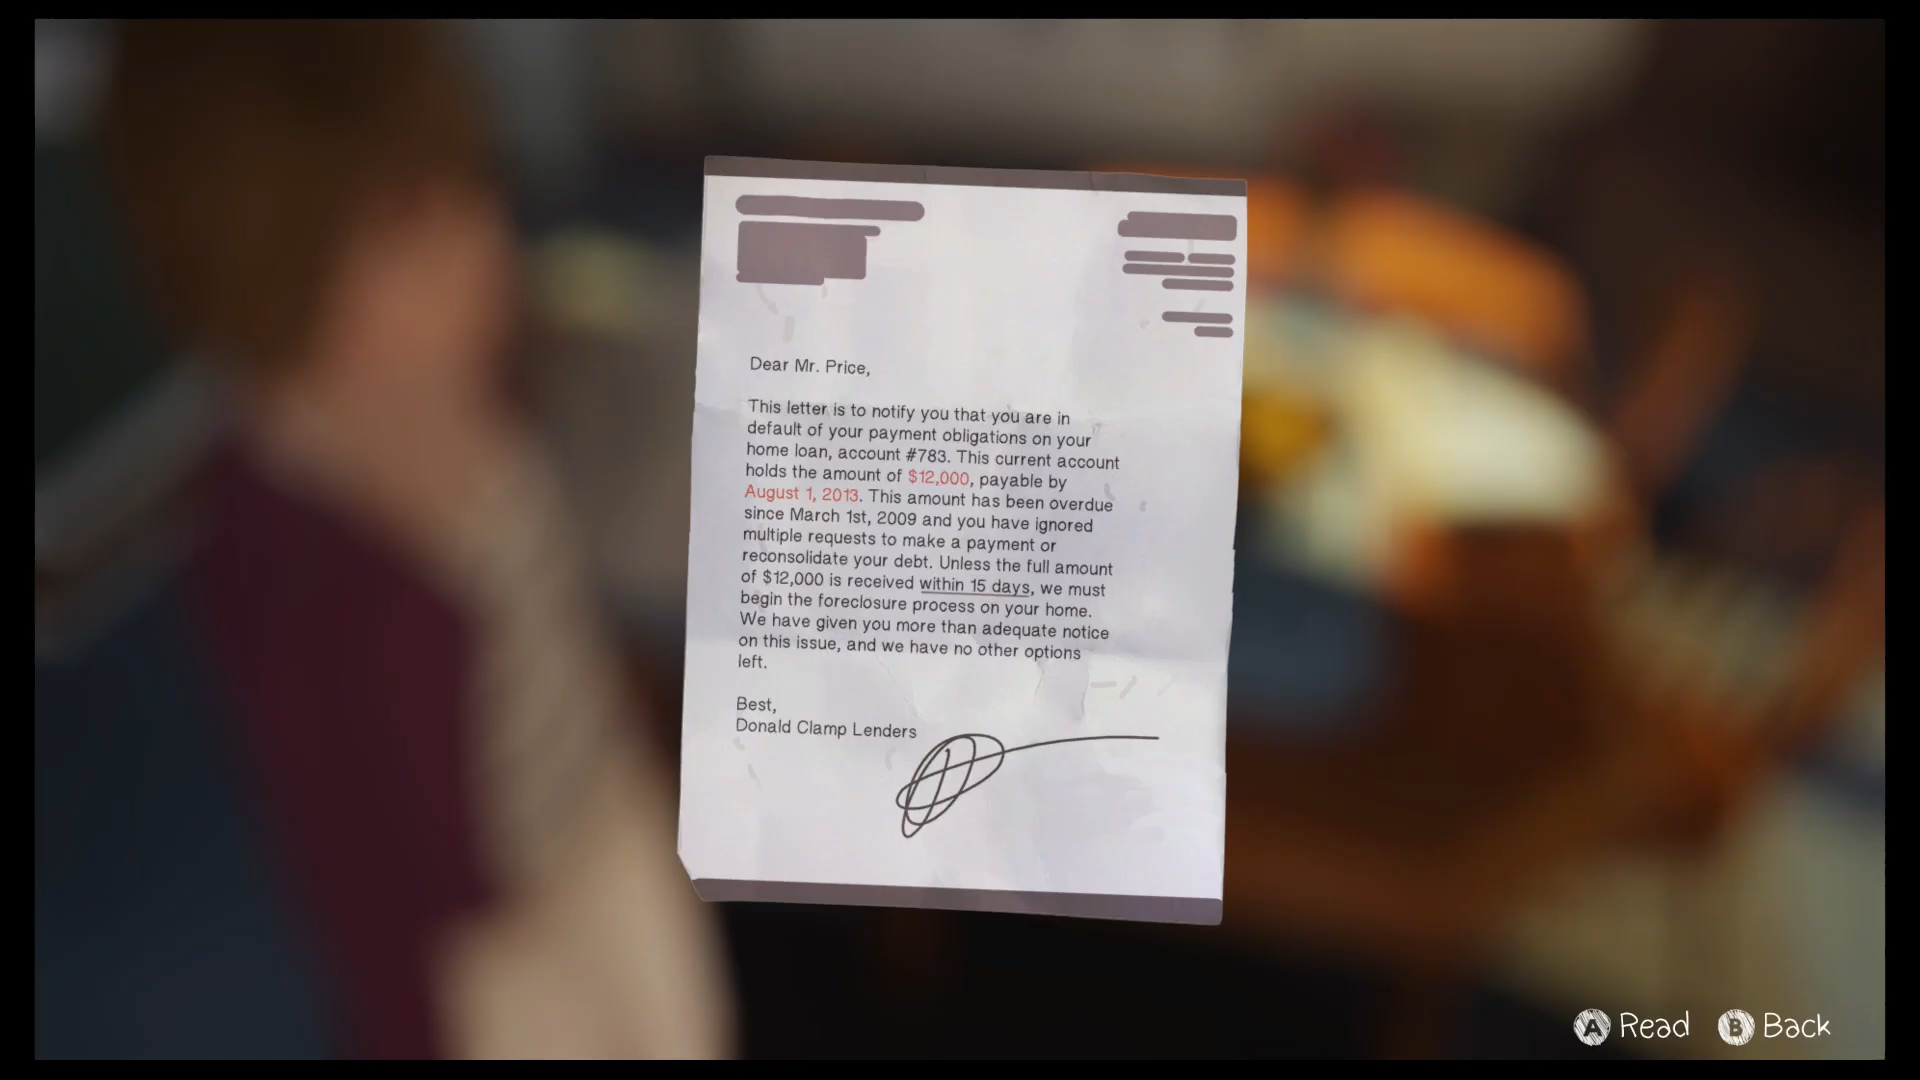 Dear Mr. Price,
This letter is to notify you that you are in
default of your payment obligations on your
home loan, account #783. This current account
holds the amount of $12,000, payable by
August 1, 2013. This amount has been overdue
since March 1st, 2009 and you have ignored
multiple requests to make a payment or
reconsolidate your debt. Unless the full amount
of $12,000 is received within 15 days, we must
begin the foreclosure process on your home.
We have given you more than adequate notice
on this issue, and we have no other options
left.
Best,
Donald Clamp Lenders
A Read B Back